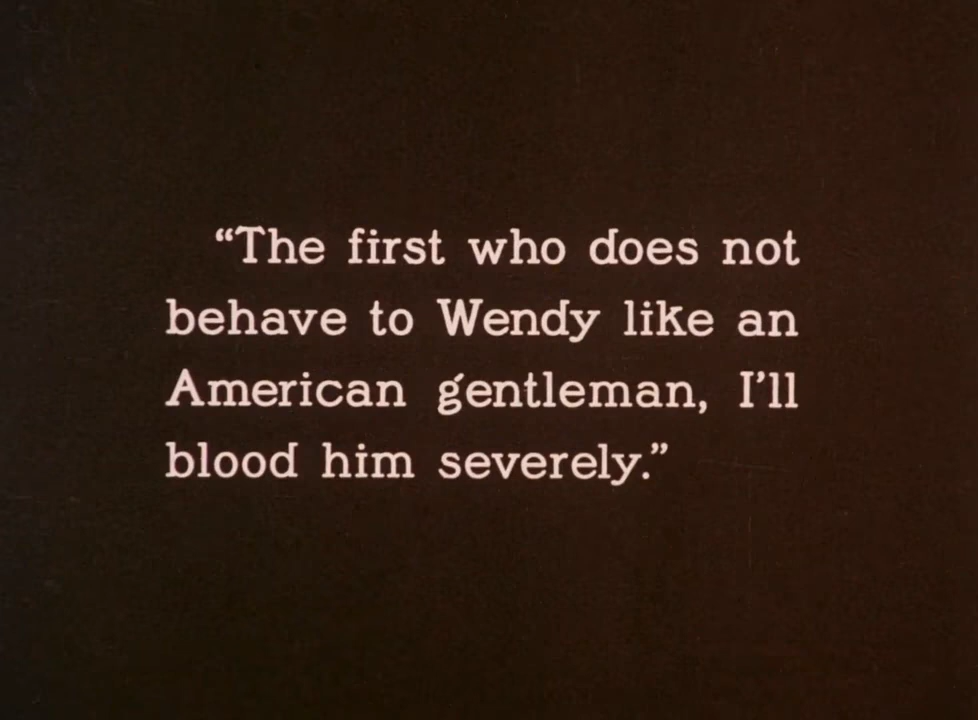 “The first who does not
behave to Wendy like an
American gentleman, I’ll
blood him severely.”